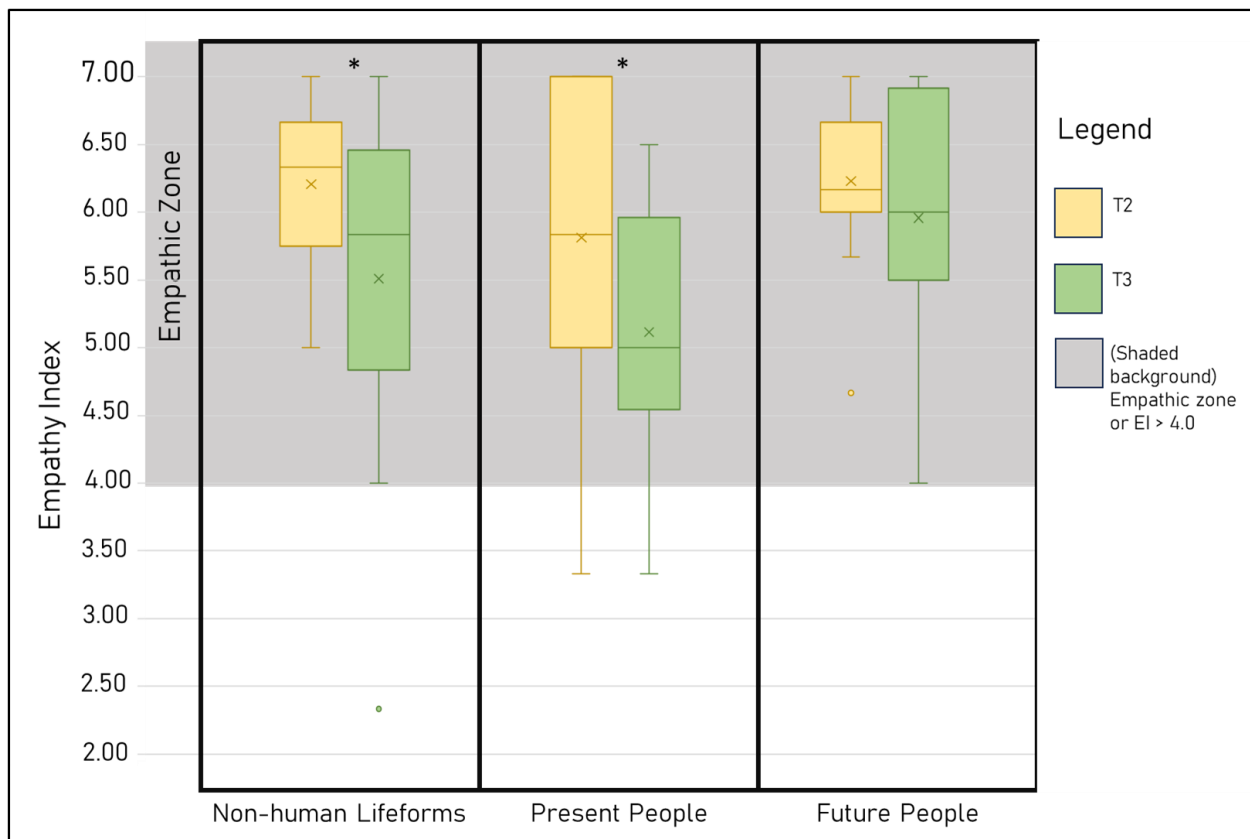 *
*
7.00
6.50
6.00
5.50
5.00
4.50
4.00
3.50
3.00
2.50
2.00
Empathic Zone
Empathy Index
Non-human Lifeforms
Present People
Future People
Legend
T2
T3
(Shaded
background)
Empathic zone
or EI > 4.0